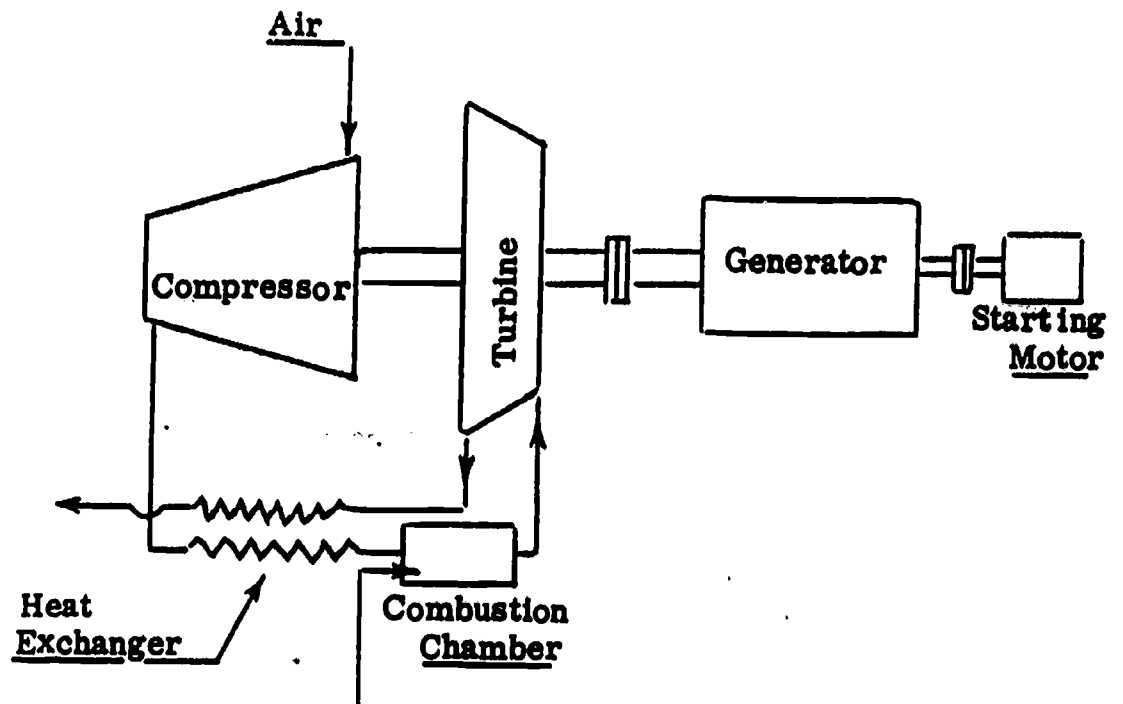 Air
Compressor
Turbine
Generator
Starting
Motor
Heat
Exchanger
Combustion
Chamber